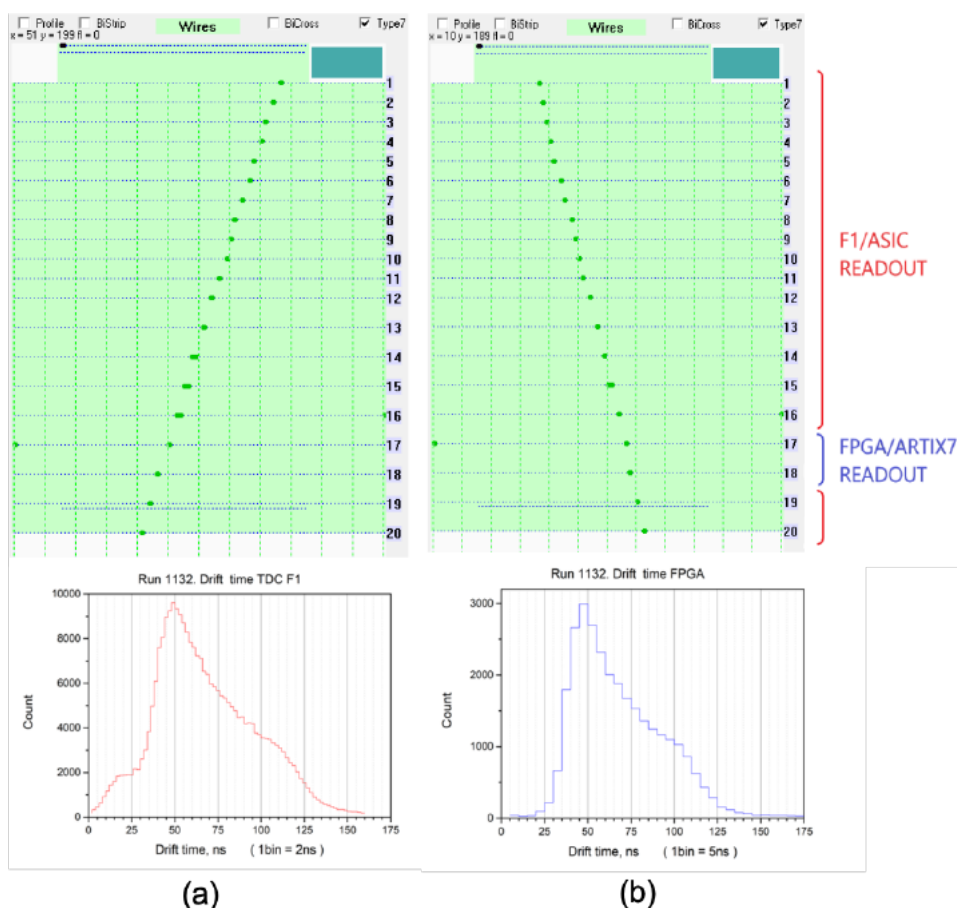 Profile BiStrip Wires BiCross Type7
x = 51 y = 199 fl = 0
1
2
3
4
5
6
7
8
9
10
11
12
13
14
15
16
17
18
19
20
Profile BiStrip Wires BiCross Type7
x = 10 y = 189 fl = 0
1
2
3
4
5
6
7
8
9
10
11
12
13
14
15
16
17
18
19
20
F1/ASIC
READOUT
FPGA/ARTIX7
READOUT
Run 1132. Drift time TDC F1
10000
8000
6000
4000
2000
0
Count
0 25 50 75 100 125 150 175
Drift time, ns ( 1bin = 2ns )
(a)
Run 1132. Drift time FPGA
3000
2000
1000
0
Count
0 25 50 75 100 125 150 175
Drift time, ns ( 1bin = 5ns )
(b)